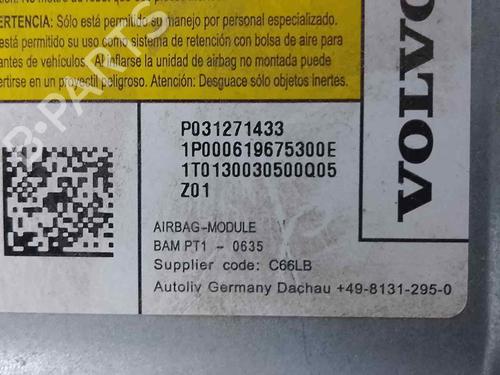 ERTENCIA: Sólo está permitido su manejo por personal especializado.
stá permitido su uso como sistema de retención con bolsa de aire para
antes de vehículos. Al inflarse la unidad de airbag no montada puede
ertirse en un proyectil peligroso. Atención: Desguace sólo objetos inertes.
VOLVO
P031271433
1P000619675300E
1T0130030500Q05
Z01
AIRBAG-MODULE
BAM PT1 - 0635
Supplier code: C66LB
Autoliv Germany Dachau +49-8131-295-0
B-PARTS